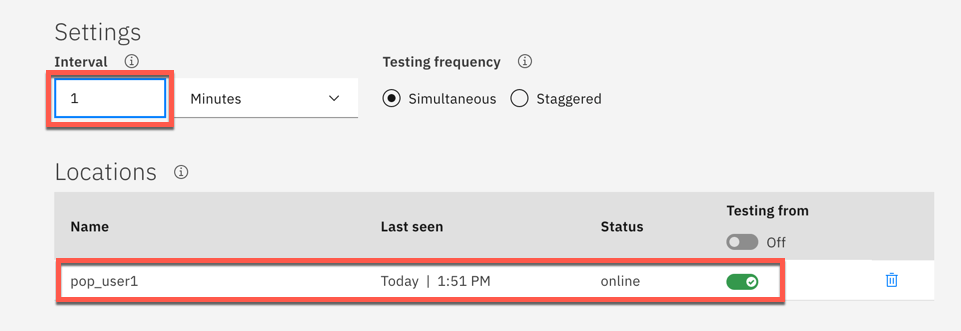 Settings
Interval
Testing frequency
1
Minutes
Simultaneous
Staggered
Locations
Name
Last seen
Status
Testing from
Off
pop_user1
Today | 1:51 PM
online